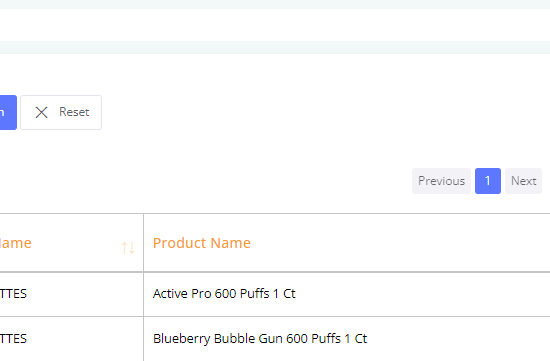 Reset
Previous 1 Next
Product Name
TTES Active Pro 600 Puffs 1 Ct
TTES Blueberry Bubble Gun 600 Puffs 1 Ct